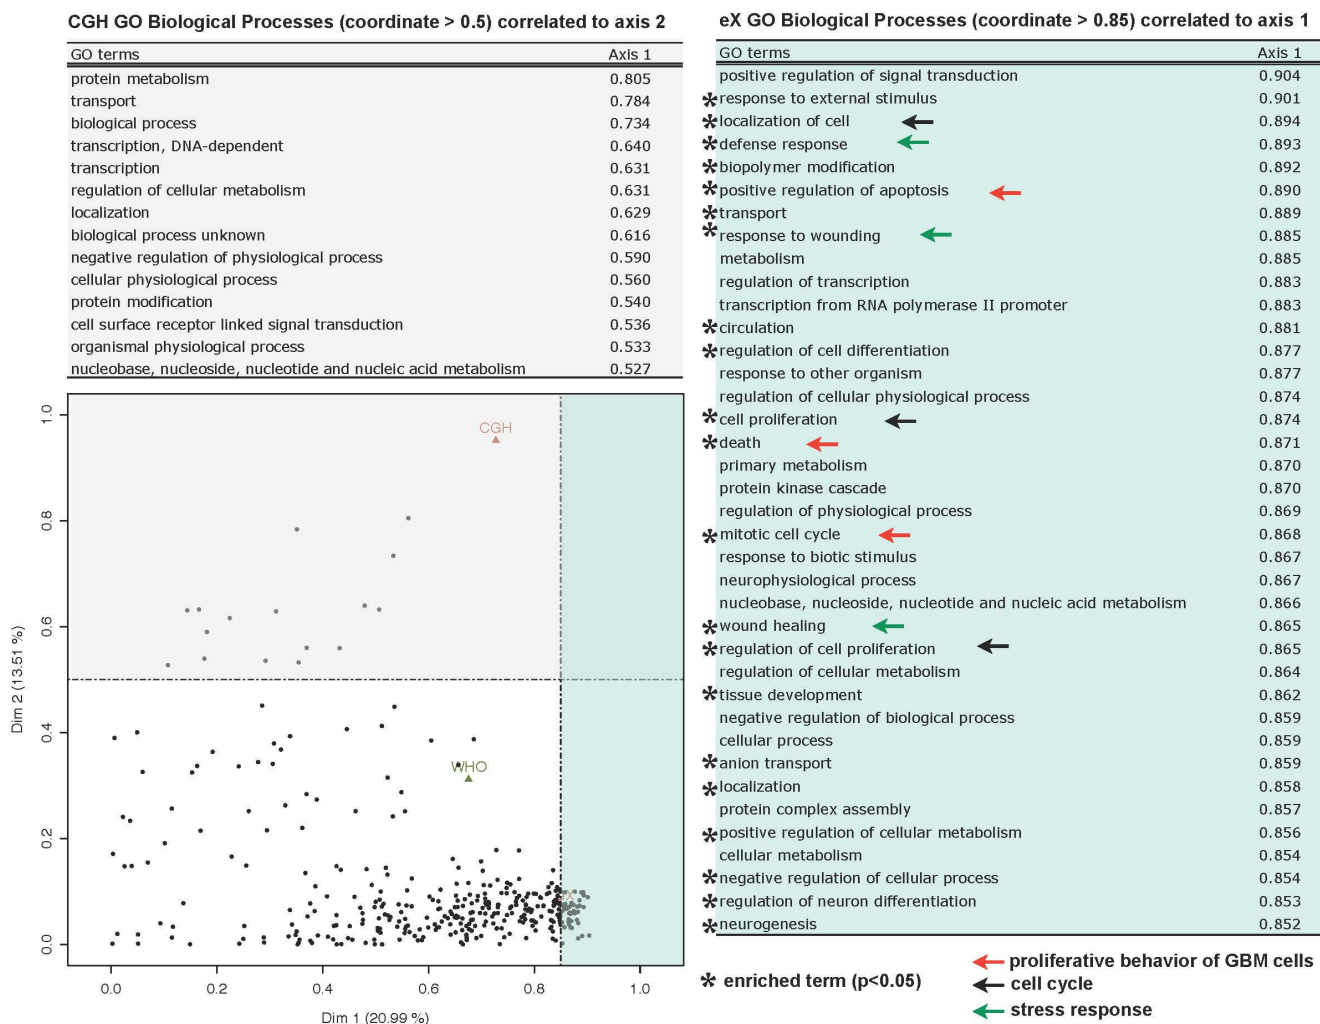 CGH GO Biological Processes (coordinate > 0.5) correlated to axis 2
GO terms Axis 1
protein metabolism 0.805
transport 0.784
biological process 0.734
transcription, DNA-dependent 0.640
transcription 0.631
regulation of cellular metabolism 0.631
localization 0.629
biological process unknown 0.616
negative regulation of physiological process 0.590
cellular physiological process 0.560
protein modification 0.540
cell surface receptor linked signal transduction 0.536
organismal physiological process 0.533
nucleobase, nucleoside, nucleotide and nucleic acid metabolism 0.527
eX GO Biological Processes (coordinate > 0.85) correlated to axis 1
GO terms Axis 1
positive regulation of signal transduction 0.904
* response to external stimulus 0.901
* localization of cell 0.894
* defense response 0.893
* biopolymer modification 0.892
* positive regulation of apoptosis 0.890
* transport 0.889
* response to wounding 0.885
metabolism 0.885
regulation of transcription 0.883
transcription from RNA polymerase II promoter 0.883
* circulation 0.881
* regulation of cell differentiation 0.877
response to other organism 0.877
regulation of cellular physiological process 0.874
* cell proliferation 0.874
* death 0.871
primary metabolism 0.870
protein kinase cascade 0.870
regulation of physiological process 0.869
* mitotic cell cycle 0.868
response to biotic stimulus 0.867
neurophysiological process 0.867
nucleobase, nucleoside, nucleotide and nucleic acid metabolism 0.866
* wound healing 0.865
* regulation of cell proliferation 0.865
regulation of cellular metabolism 0.864
* tissue development 0.862
negative regulation of biological process 0.859
cellular process 0.859
* anion transport 0.859
* localization 0.858
protein complex assembly 0.857
* positive regulation of cellular metabolism 0.856
cellular metabolism 0.854
* negative regulation of cellular process 0.854
* regulation of neuron differentiation 0.853
* neurogenesis 0.852
* enriched term (p<0.05)
proliferative behavior of GBM cells
cell cycle
stress response
Dim 2 (13.51 %)
1.0
0.8
0.6
0.4
0.2
0.0
CGH
WHO
0.0 0.2 0.4 0.6 0.8 1.0
Dim 1 (20.99 %)